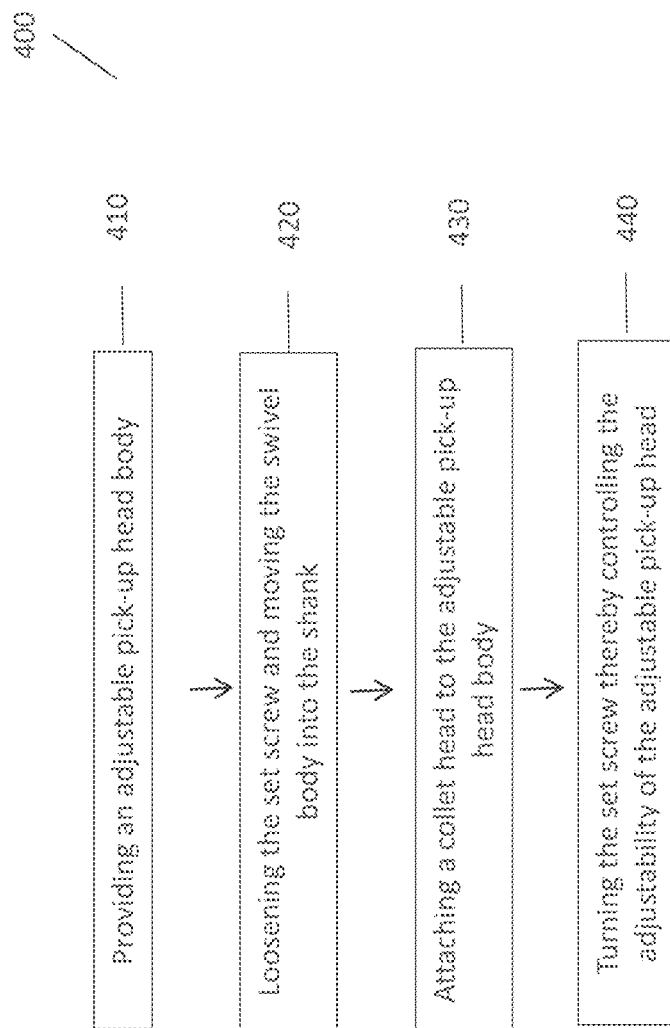 400
Providing an adjustable pick-up head body
410
Loosening the set screw and moving the swivel
body into the shank
420
Attaching a collet head to the adjustable pick-up
head body
430
Turning the set screw thereby controlling the
adjustability of the adjustable pick-up head
440